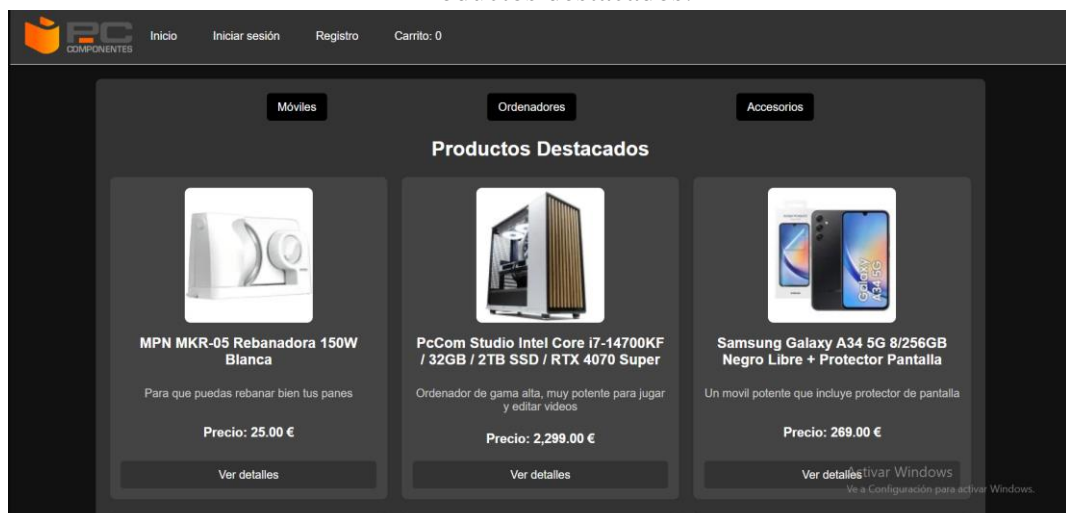 PC
COMPONENTES
Inicio
Iniciar sesión
Registro
Carrito: 0
Móviles
Ordenadores
Accesorios
Productos Destacados
MPN MKR-05 Rebanadora 150W
Blanca
Para que puedas rebanar bien tus panes
Precio: 25.00 €
Ver detalles
PcCom Studio Intel Core i7-14700KF
/ 32GB / 2TB SSD / RTX 4070 Super
Ordenador de gama alta, muy potente para jugar
y editar videos
Precio: 2,299.00 €
Ver detalles
Galaxy
A34 5G
Samsung Galaxy A34 5G 8/256GB
Negro Libre + Protector Pantalla
Un movil potente que incluye protector de pantalla
Precio: 269.00 €
Ver detalles
Activar Windows
Ve a Configuración para activar Windows.